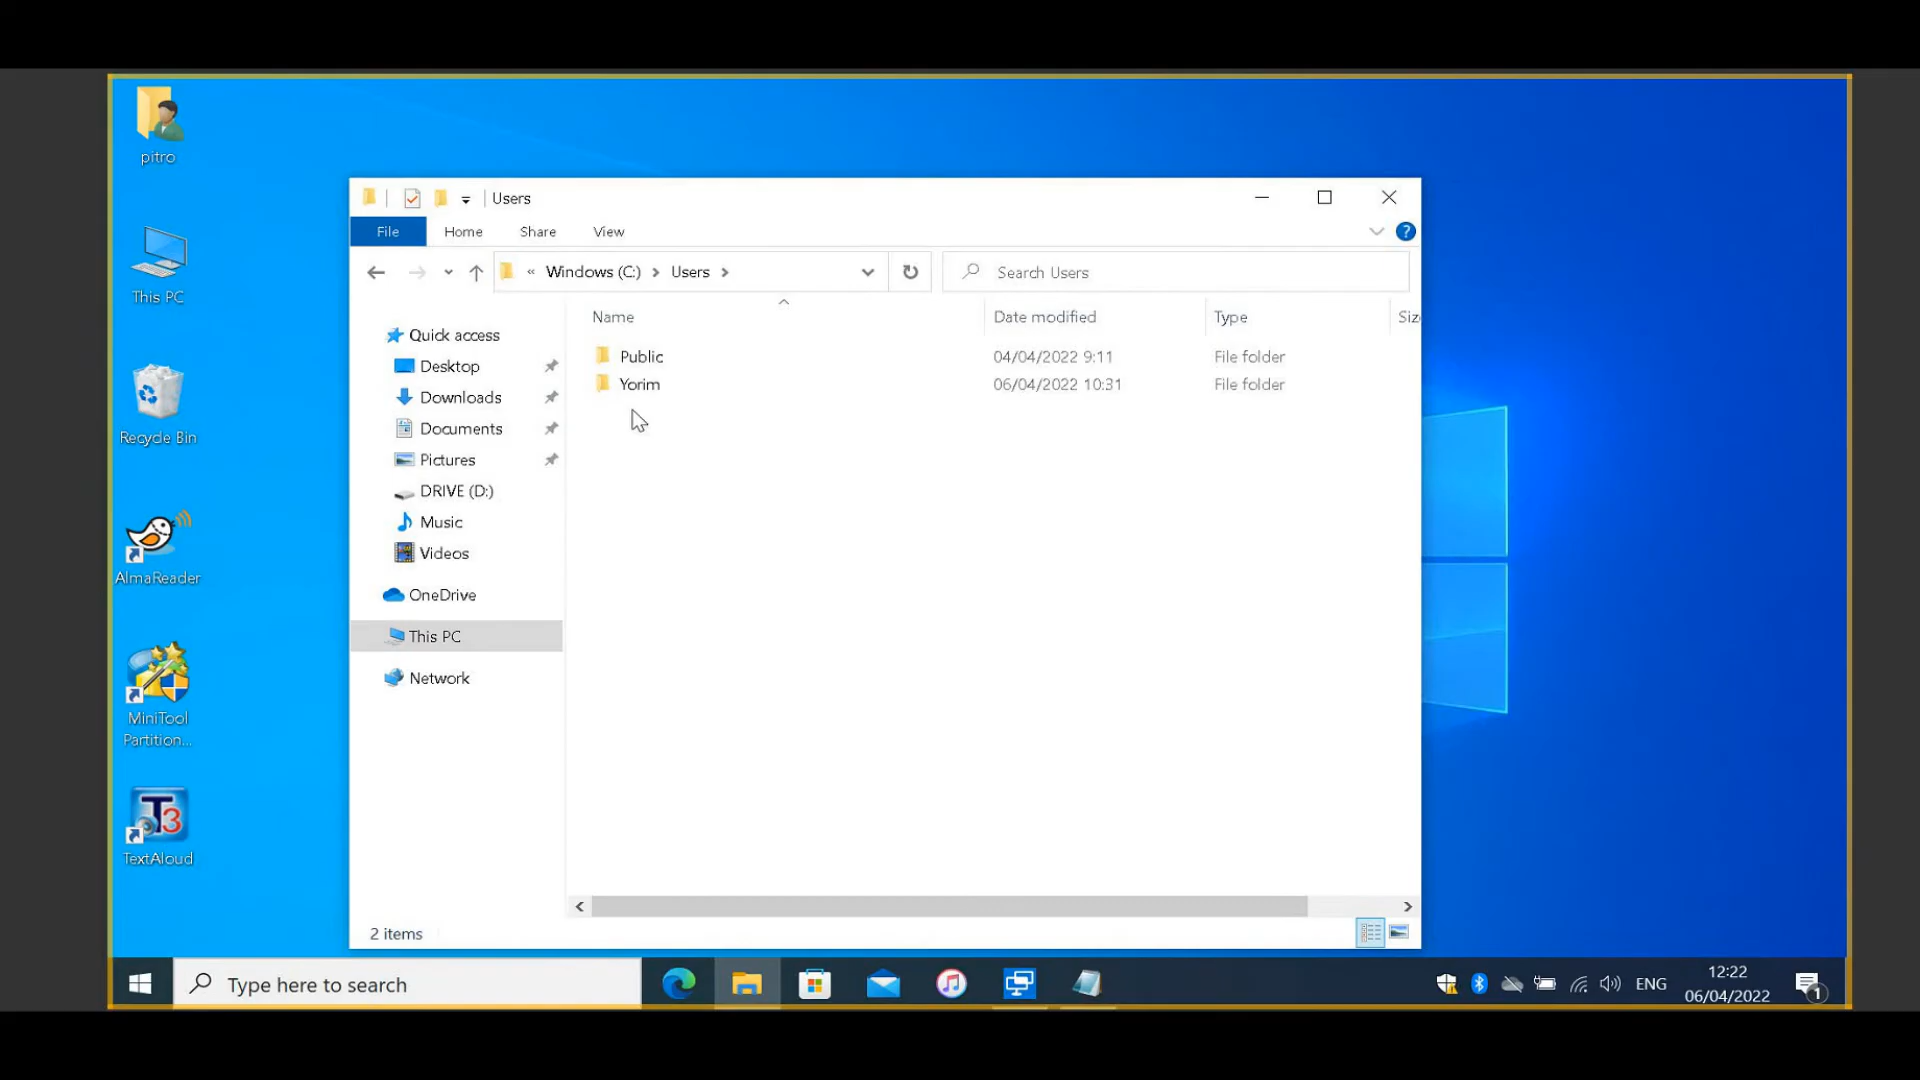 pitro
This PC
Recycle Bin
AlmaReader
MiniTool
Partition...
T3
TextAloud
Users
File Home Share View
?
« Windows (C:) Users
Search Users
Name Date modified Type Siz
Public 04/04/2022 9:11 File folder
Yorim 06/04/2022 10:31 File folder
Quick access
Desktop
Downloads
Documents
Pictures
DRIVE (D:)
Music
Videos
OneDrive
This PC
Network
2 items
Type here to search
ENG
12:22
06/04/2022
1